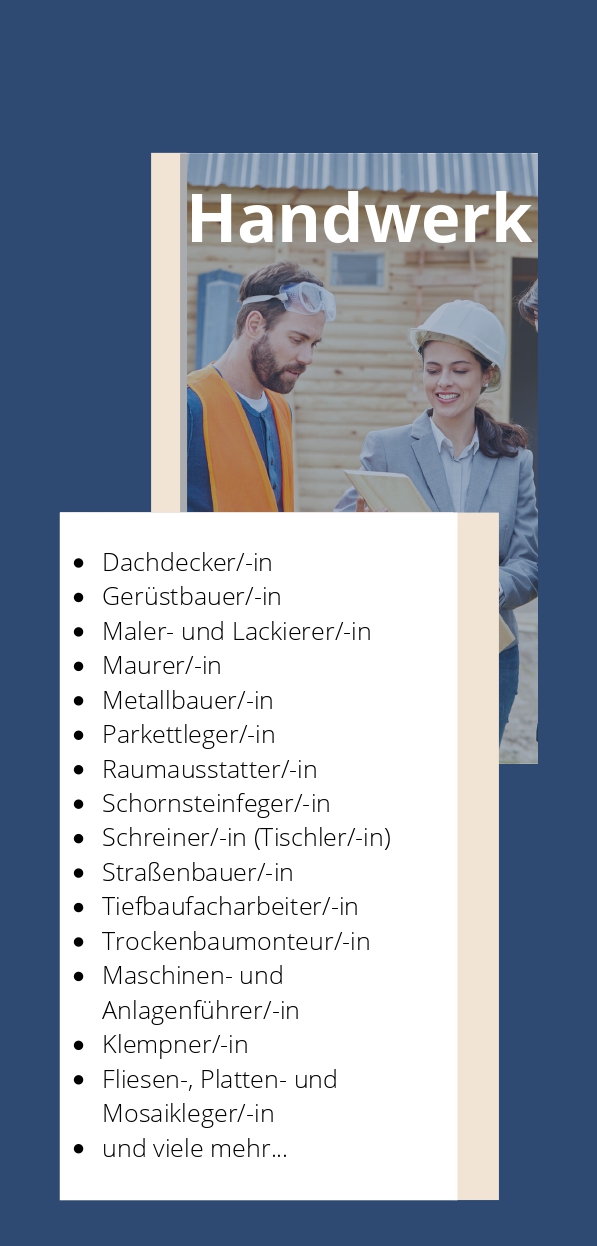 Handwerk
• Dachdecker/-in
• Gerüstbauer/-in
• Maler- und Lackierer/-in
• Maurer/-in
• Metallbauer/-in
• Parkettleger/-in
• Raumausstatter/-in
• Schornsteinfeger/-in
• Schreiner/-in (Tischler/-in)
• Straßenbauer/-in
• Tiefbaufacharbeiter/-in
• Trockenbaumonteur/-in
• Maschinen- und
Anlagenführer/-in
• Klempner/-in
• Fliesen-, Platten- und
Mosaikleger/-in
• und viele mehr...